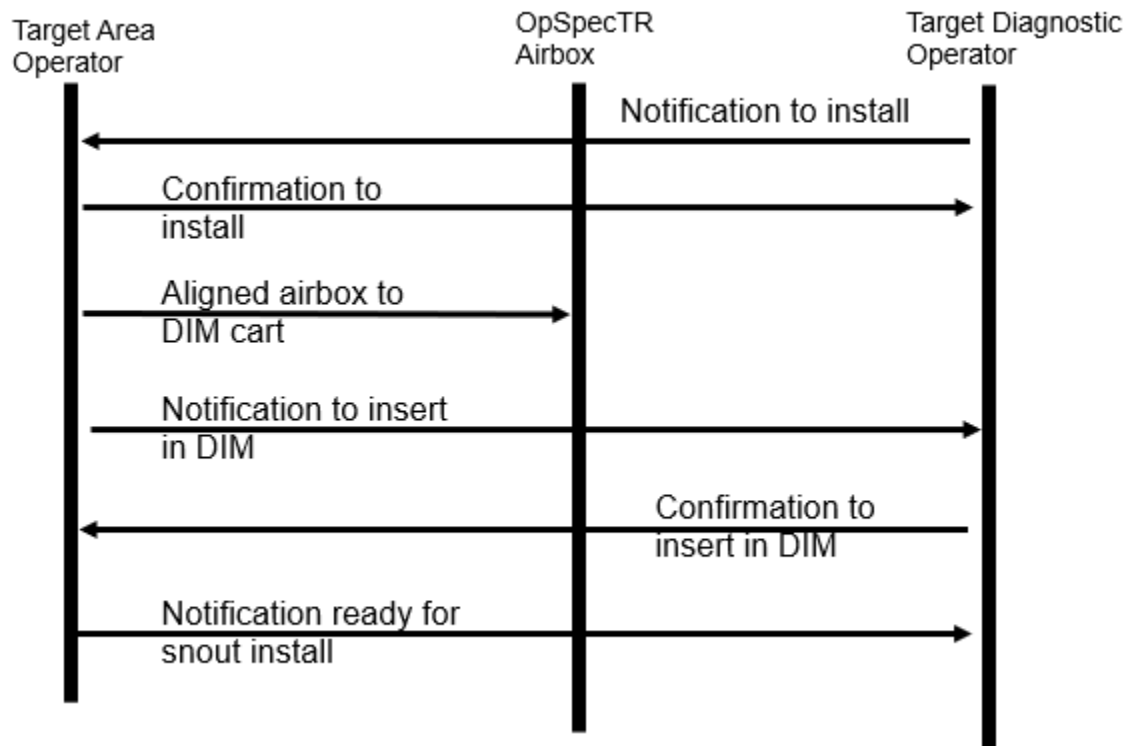 Target Area
Operator
OpSpecTR
Airbox
Target Diagnostic
Operator
Notification to install
Confirmation to
install
Aligned airbox to
DIM cart
Notification to insert
in DIM
Confirmation to
insert in DIM
Notification ready for
snout install